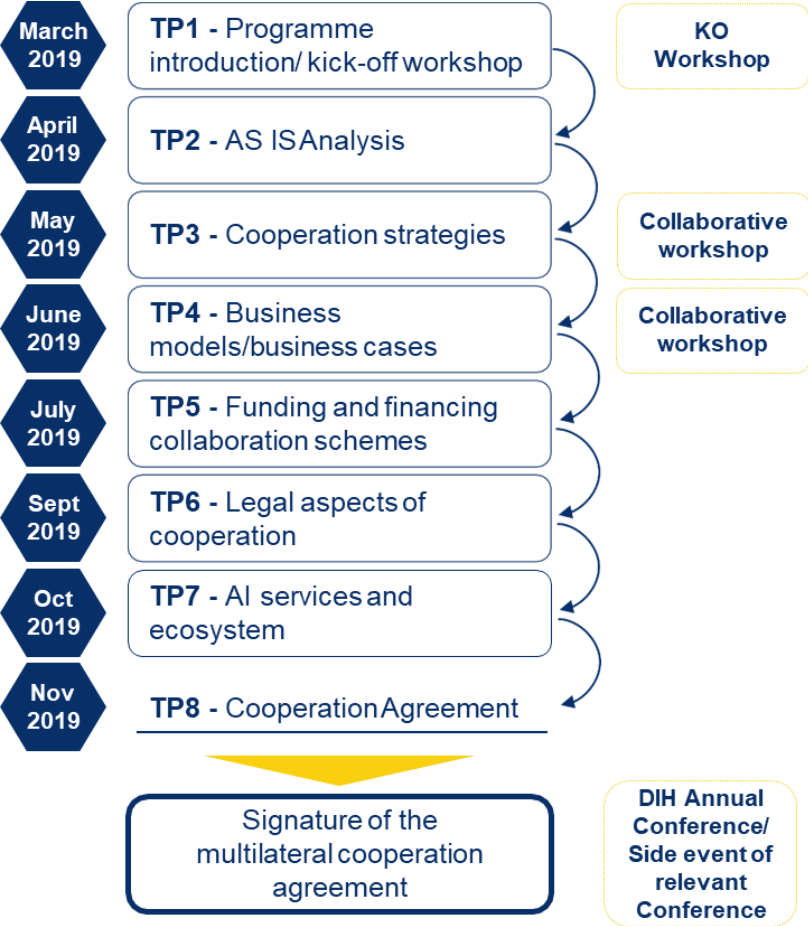 March
2019
TP1 - Programme
introduction/ kick-off workshop
KO
Workshop
April
2019
TP2 - AS IS Analysis
May
2019
TP3 - Cooperation strategies
Collaborative
workshop
June
2019
TP4 - Business
models/business cases
Collaborative
workshop
July
2019
TP5 - Funding and financing
collaboration schemes
Sept
2019
TP6 - Legal aspects of
cooperation
Oct
2019
TP7 - AI services and
ecosystem
Nov
2019
TP8 - Cooperation Agreement
Signature of the
multilateral cooperation
agreement
DIH Annual
Conference/
Side event of
relevant
Conference